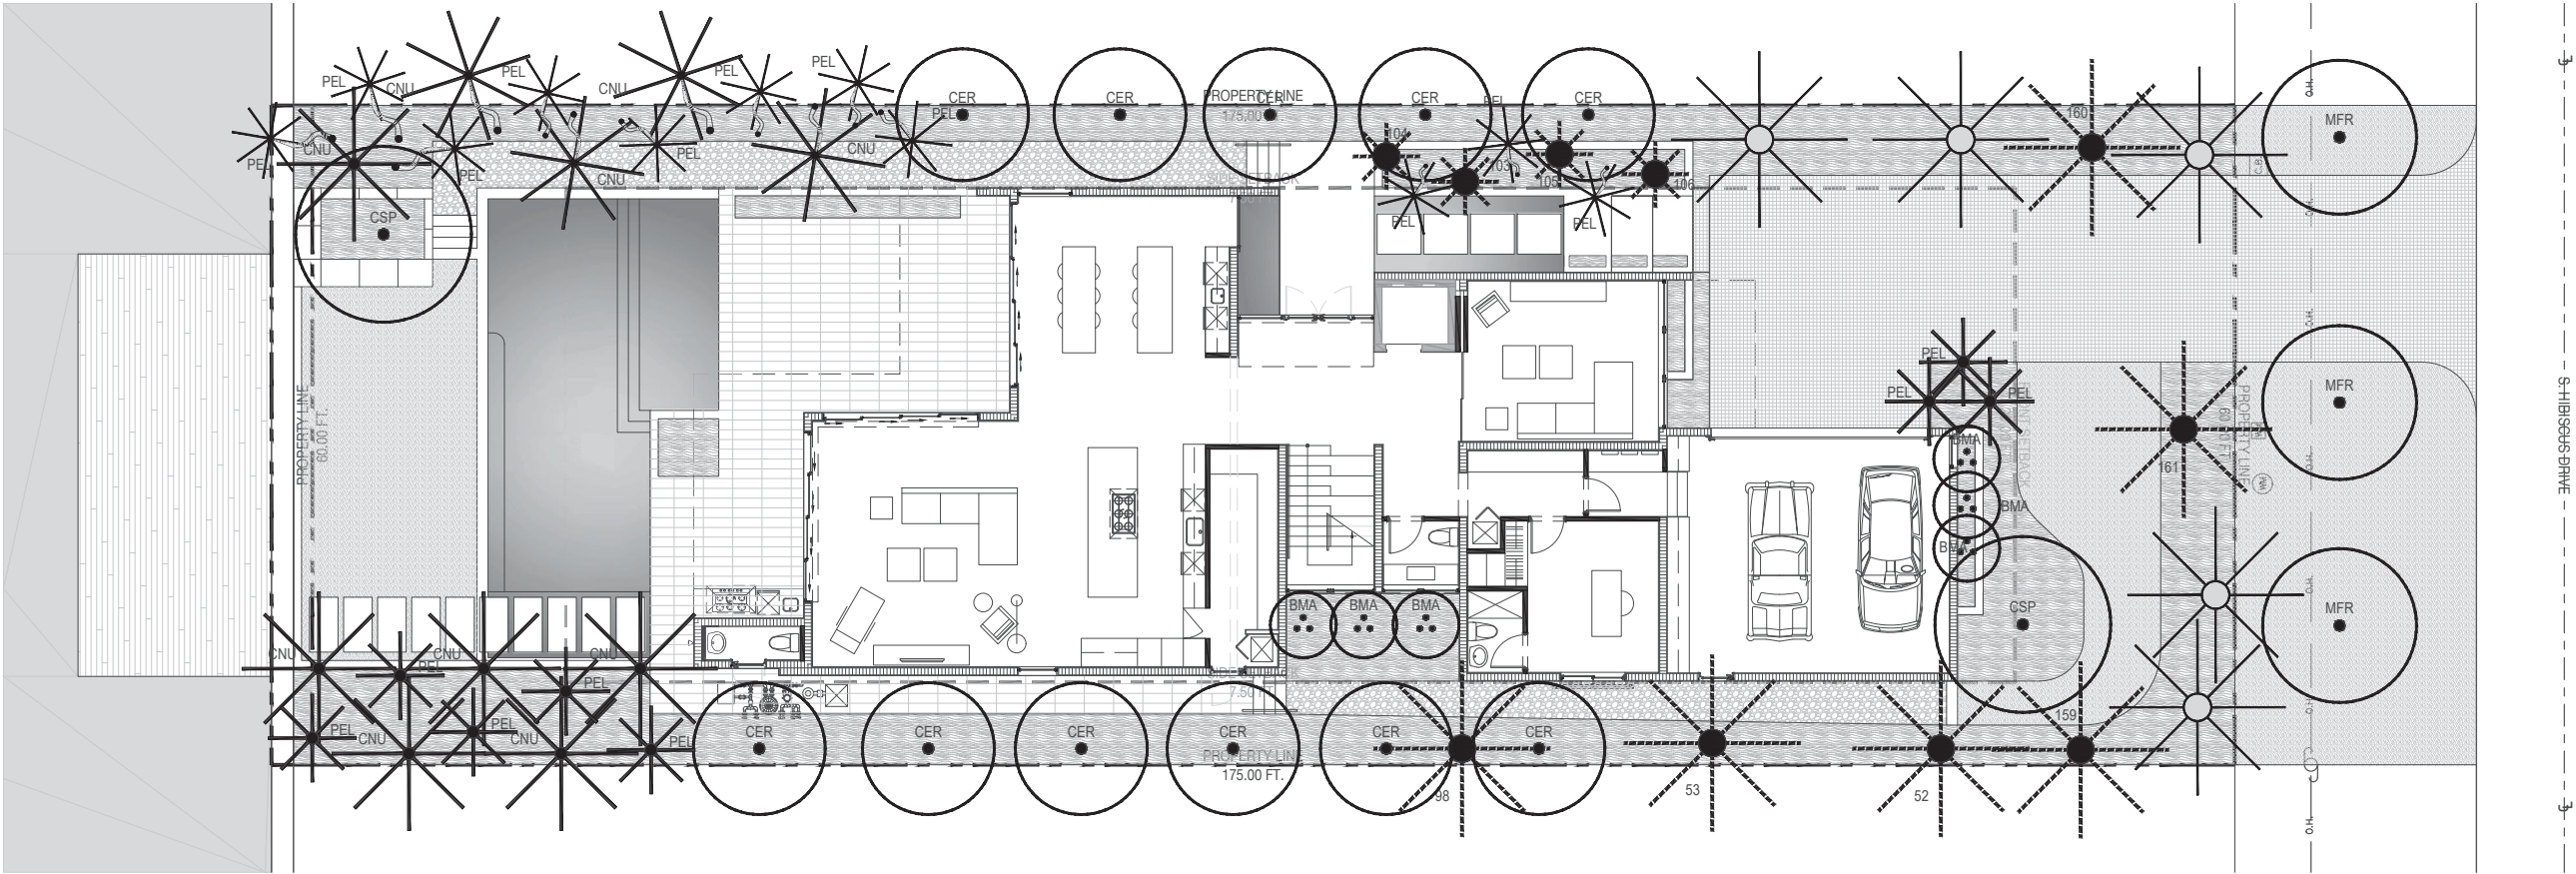 PEL
CNU
PEL
CNU
PEL
PEL
CER
CER
CER
CER
CER
PEL
PROPERTY LINE
175.00
PEL
104
103
109
106
160
MFR
O.H.
C.B.
CNU
PEL
PEL
CNU
PEL
CNU
CSP
PEL
PEL
O.H.
O.H.
PEL
PEL
PEL
MFR
PROPERTY LINE
60.00 FT.
PROPERTY LINE
S. HIBISCUS DRIVE
BMA
BMA
BMA
161
O.H.
O.H.
CSP
MFR
BMA
BMA
BMA
CNU
CNU
CNU
PEL
PEL
7.50
PEL
CNU
PEL
CNU
PEL
CER
CER
CER
CER
CER
CER
159
O.H.
PROPERTY LINE
175.00 FT.
98
53
52
O.H.